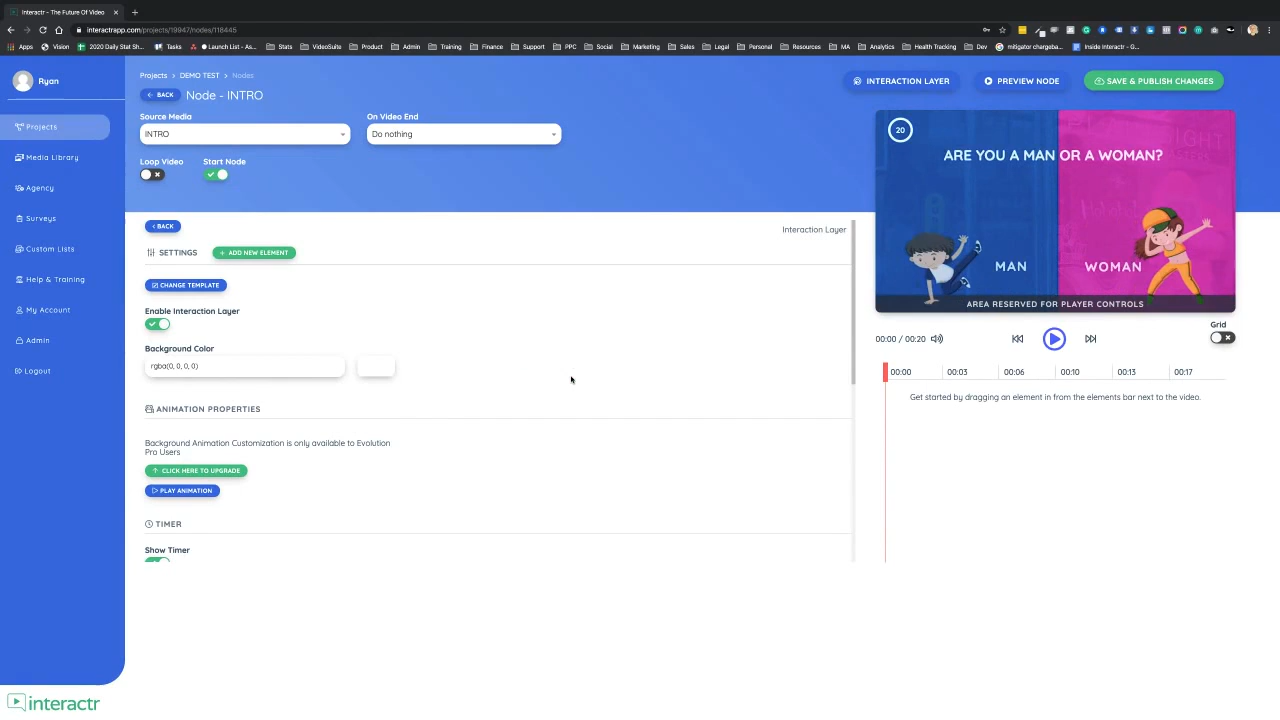 Interactr - The Future Of Video
interactrapp.com/projects/19947/nodes/118445
Apps Vision 2020 Daily Stat Sh... Tasks Launch List - As... Stats VideoSuite Product Admin Training Finance Support PPC Social Marketing Sales Legal Personal Resources MA Analytics Health Tracking Dev mitigator chargeba... Inside Interactr - G...
Ryan
Projects
Media Library
Agency
Surveys
Custom Lists
Help & Training
My Account
Admin
Logout
interactr
Projects > DEMO TEST > Nodes
BACK Node - INTRO
INTERACTION LAYER PREVIEW NODE SAVE & PUBLISH CHANGES
Source Media On Video End
INTRO Do nothing
Loop Video Start Node
BACK
Interaction Layer
SETTINGS + ADD NEW ELEMENT
CHANGE TEMPLATE
Enable Interaction Layer
Background Color
rgba(0, 0, 0, 0)
ANIMATION PROPERTIES
Background Animation Customization is only available to Evolution
Pro Users
CLICK HERE TO UPGRADE
PLAY ANIMATION
TIMER
Show Timer
20
ARE YOU A MAN OR A WOMAN?
MAN WOMAN
AREA RESERVED FOR PLAYER CONTROLS
00:00 / 00:20
Grid
00:00 00:03 00:06 00:10 00:13 00:17
Get started by dragging an element in from the elements bar next to the video.